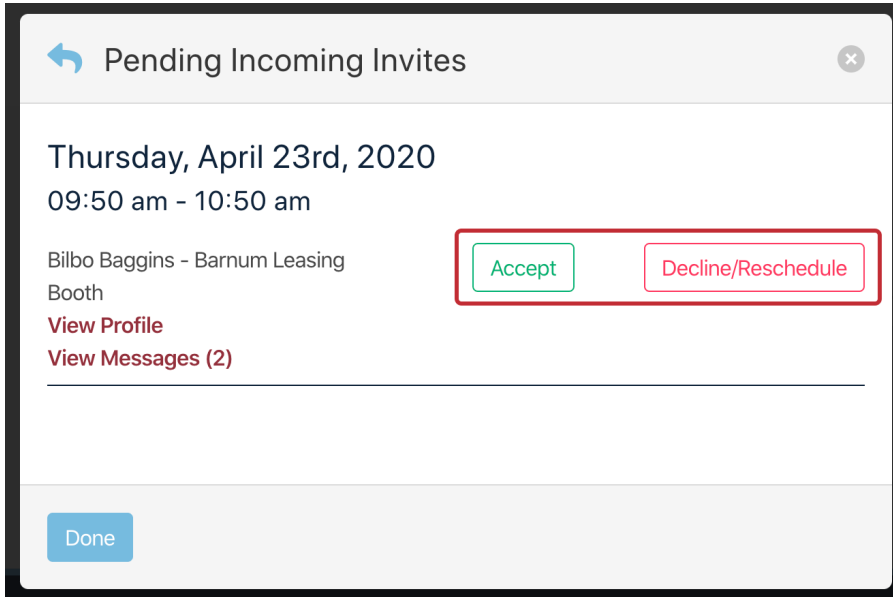 Pending Incoming Invites
Thursday, April 23rd, 2020
09:50 am - 10:50 am
Bilbo Baggins - Barnum Leasing
Booth
View Profile
View Messages (2)
Accept
Decline/Reschedule
Done